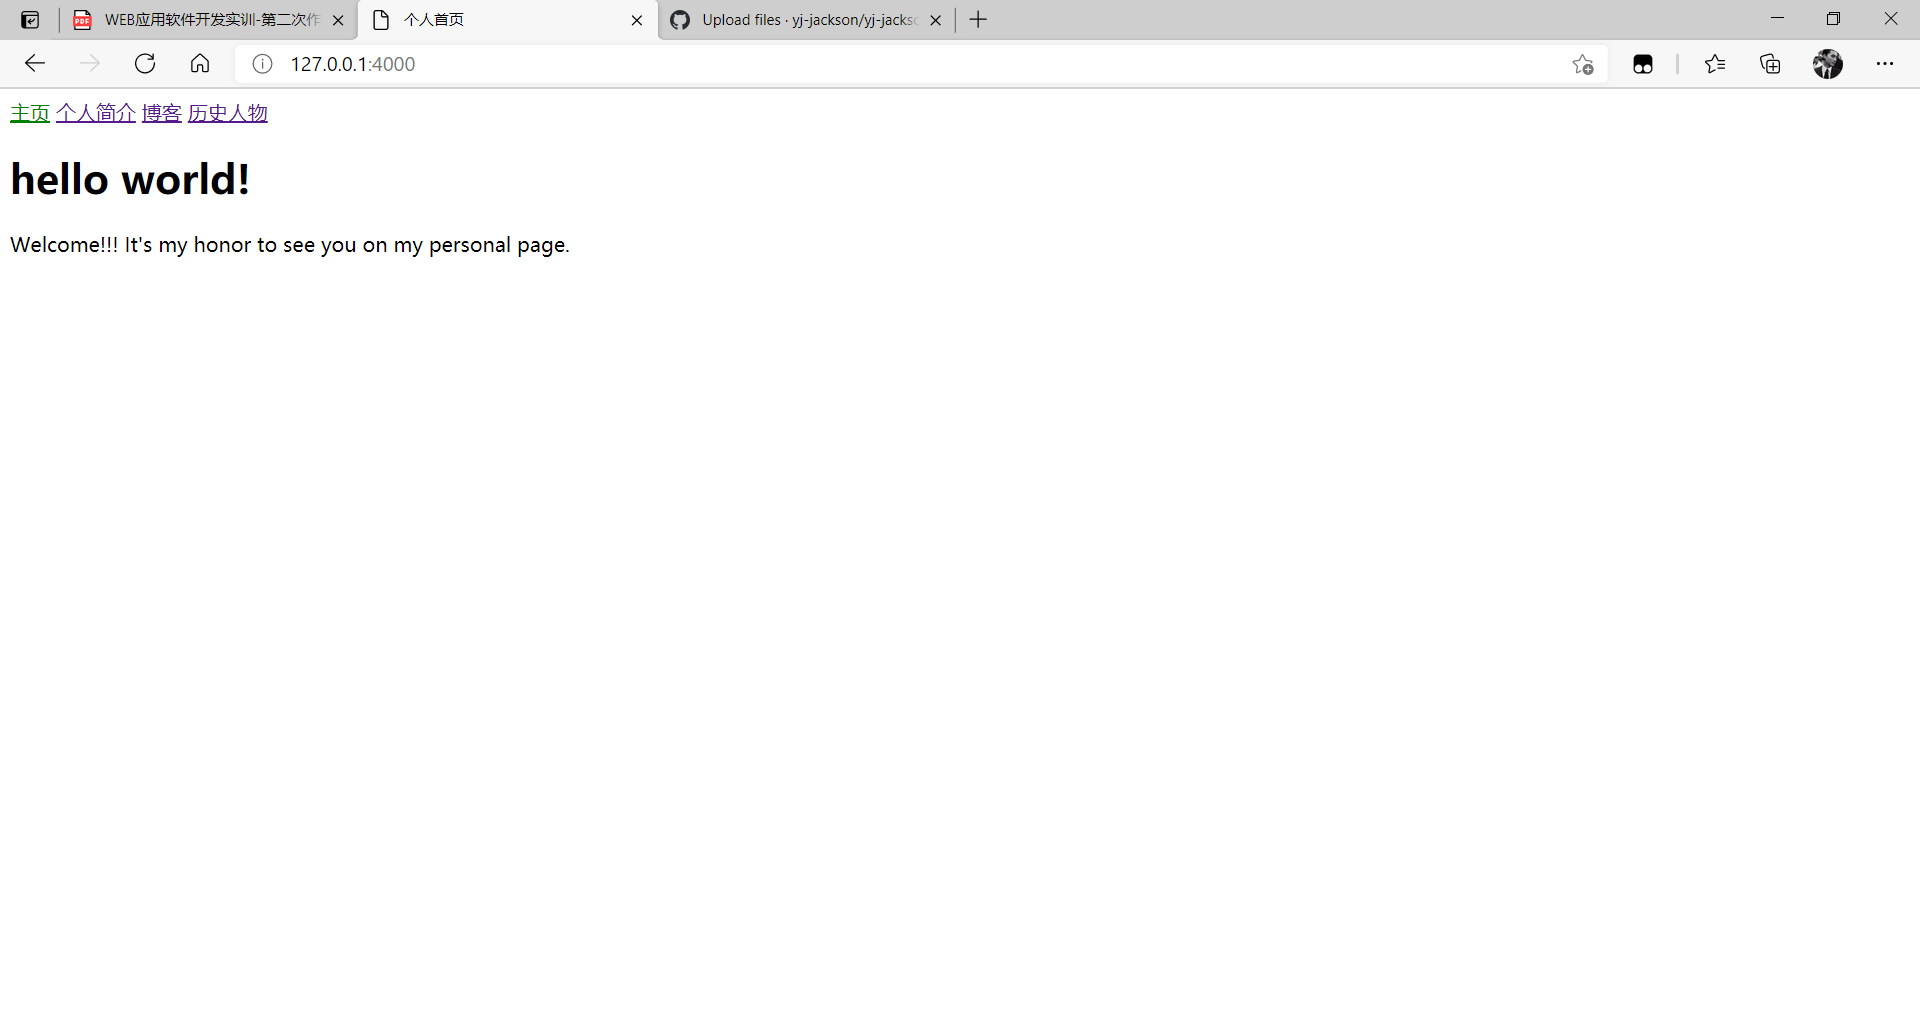 PDF WEB应用软件开发实训-第二次作 个人首页 Upload files · yj-jackson/yj-jackso
127.0.0.1:4000
主页 个人简介 博客 历史人物
hello world!
Welcome!!! It's my honor to see you on my personal page.